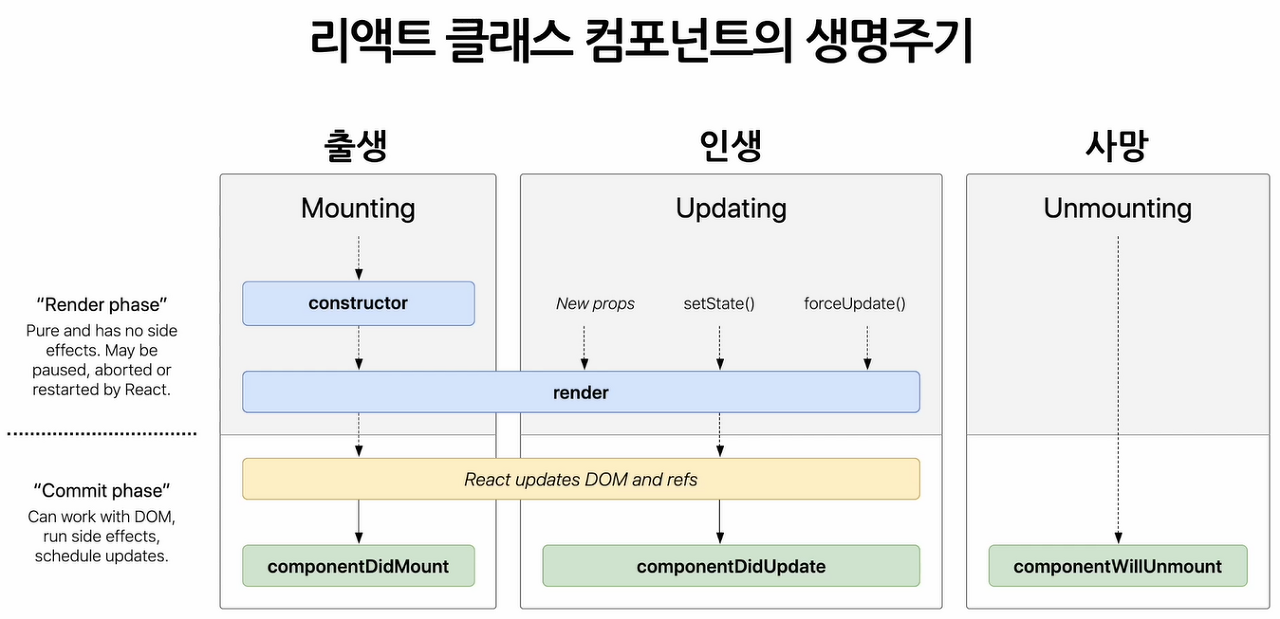 리액트 클래스 컴포넌트의 생명주기
출생
인생
사망
Mounting
Updating
Unmounting
“Render phase”
Pure and has no side
effects. May be
paused, aborted or
restarted by React.
constructor
New props
setState()
forceUpdate()
render
“Commit phase”
Can work with DOM,
run side effects,
schedule updates.
React updates DOM and refs
componentDidMount
componentDidUpdate
componentWillUnmount